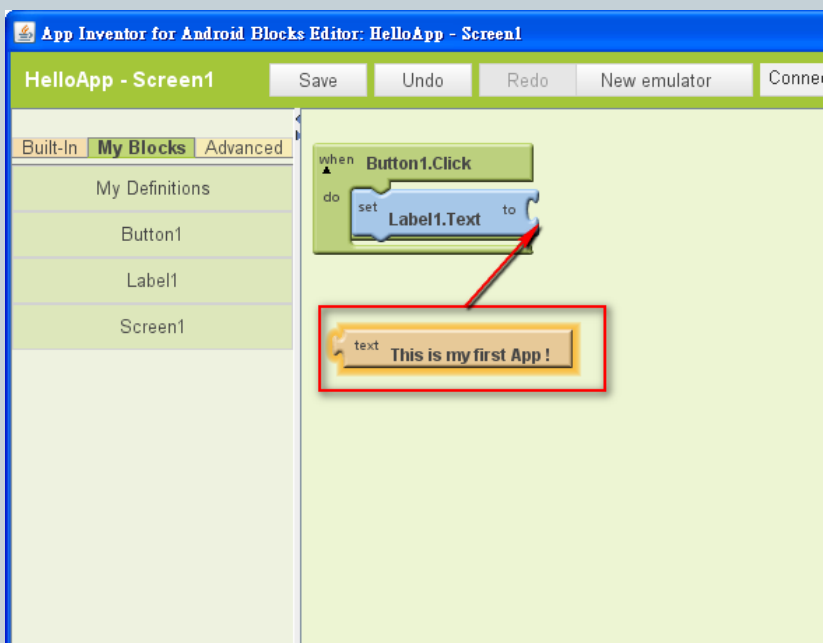 App Inventor for Android Blocks Editor: HelloApp - Screen1
HelloApp - Screen1 Save Undo Redo New emulator Connec
Built-In My Blocks Advanced
My Definitions
Button1
Label1
Screen1
when Button1.Click
do set Label1.Text to
text This is my first App !